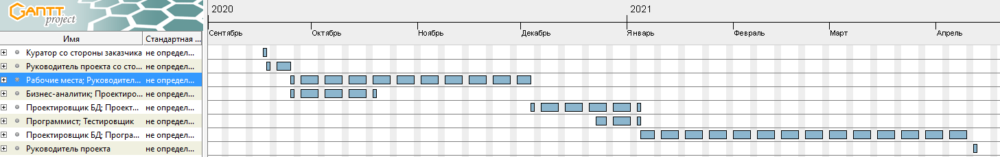 GANTT
project
2020 2021
Сентябрь Октябрь Ноябрь Декабрь Январь Февраль Март Апрель
Имя Стандартная ...
Куратор со стороны заказчика не определ...
Руководитель проекта со сто... не определ...
Рабочие места; Руководител... не определ...
Бизнес-аналитик; Проектиро... не определ...
Проектировщик БД; Проект... не определ...
Программист; Тестировщик не определ...
Проектировщик БД; Програ... не определ...
Руководитель проекта не определ...